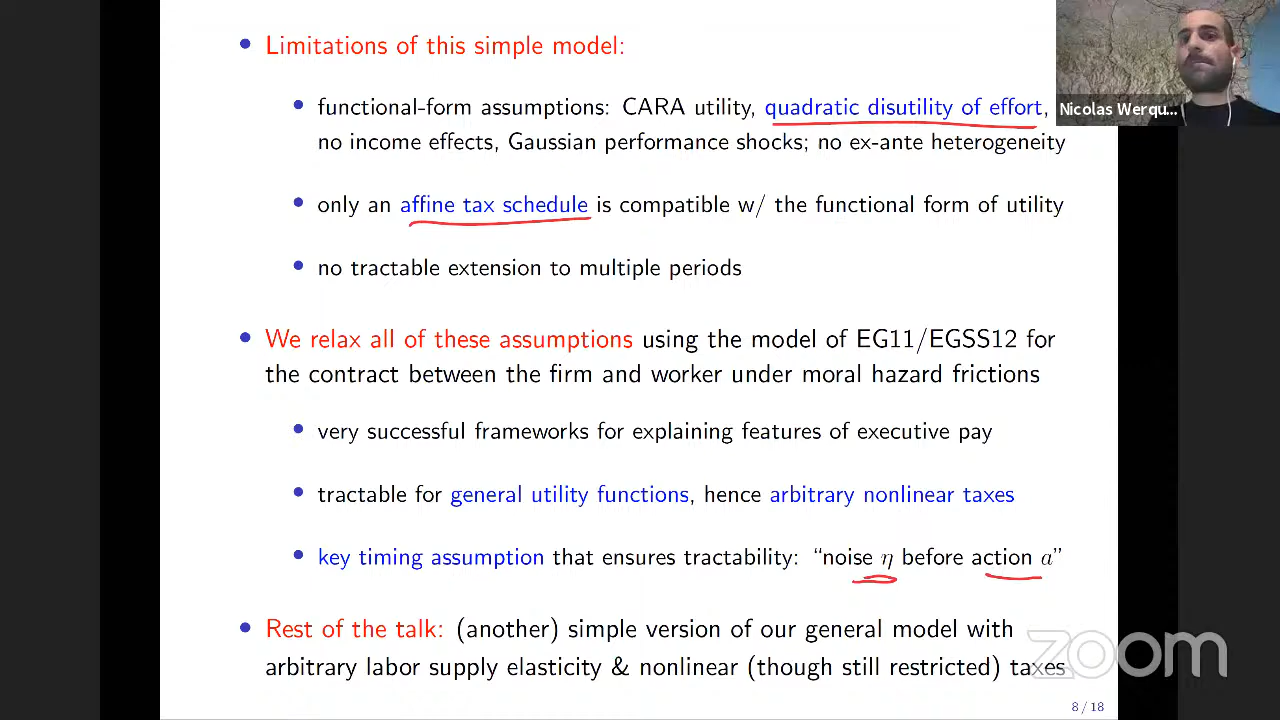 Limitations of this simple model:
functional-form assumptions: CARA utility, quadratic disutility of effort,
no income effects, Gaussian performance shocks; no ex-ante heterogeneity
only an affine tax schedule is compatible w/ the functional form of utility
no tractable extension to multiple periods
We relax all of these assumptions using the model of EG11/EGSS12 for
the contract between the firm and worker under moral hazard frictions
very successful frameworks for explaining features of executive pay
tractable for general utility functions, hence arbitrary nonlinear taxes
key timing assumption that ensures tractability: “noise η before action a”
Rest of the talk: (another) simple version of our general model with
arbitrary labor supply elasticity & nonlinear (though still restricted) taxes
8 / 18
Nicolas Werqu...
zoom